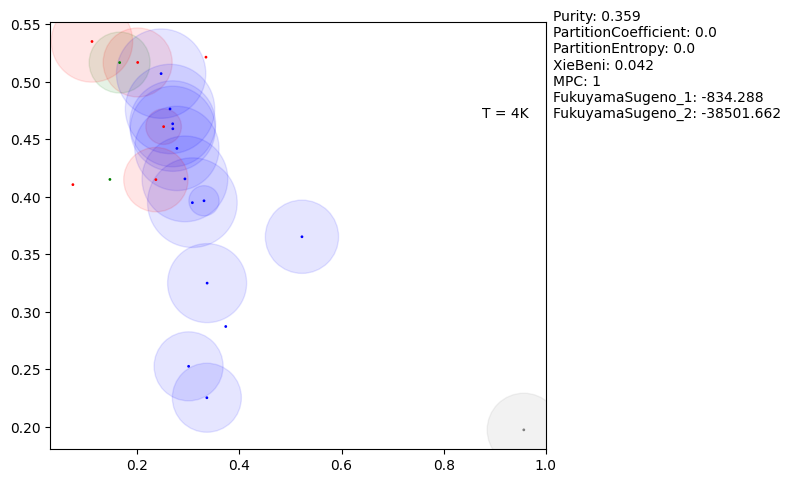 Purity: 0.359
PartitionCoefficient: 0.0
PartitionEntropy: 0.0
XieBeni: 0.042
MPC: 1
FukuyamaSugeno_1: -834.288
FukuyamaSugeno_2: -38501.662
T = 4K
0.55
0.50
0.45
0.40
0.35
0.30
0.25
0.20
0.2 0.4 0.6 0.8 1.0